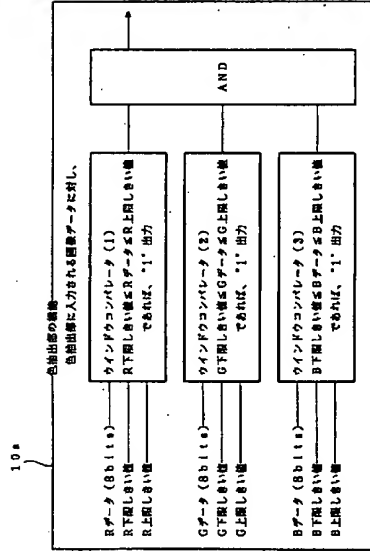 10a
色抽出部の機能
色抽出部に入力される画像データに対し、
Rデータ(8bits)
R下限しきい値
R上限しきい値
ウインドウコンパレータ(1)
R下限しきい値≦Rデータ≦R上限しきい値
であれば、"1"出力
Gデータ(8bits)
G下限しきい値
G上限しきい値
ウインドウコンパレータ(2)
G下限しきい値≦Gデータ≦G上限しきい値
であれば、"1"出力
Bデータ(8bits)
B下限しきい値
B上限しきい値
ウインドウコンパレータ(3)
B下限しきい値≦Bデータ≦B上限しきい値
であれば、"1"出力
AND